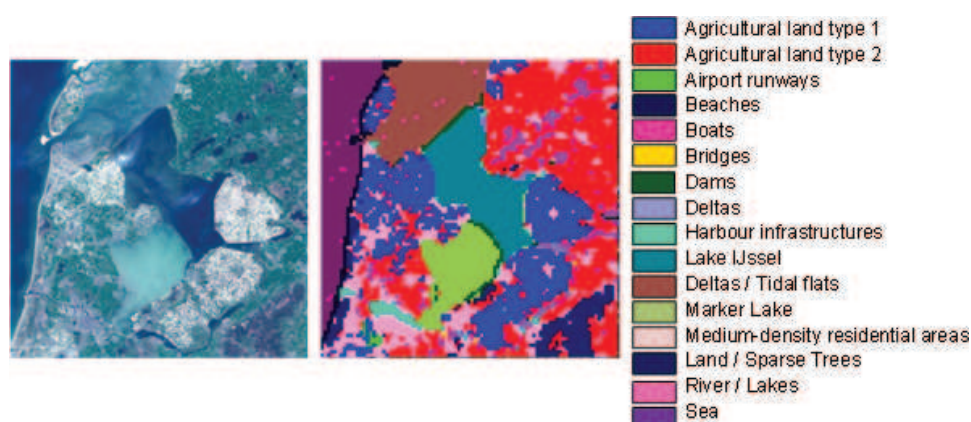 Agricultural land type 1
Agricultural land type 2
Airport runways
Beaches
Boats
Bridges
Dams
Deltas
Harbour infrastructures
Lake IJssel
Deltas / Tidal flats
Marker Lake
Medium-density residential areas
Land / Sparse Trees
River / Lakes
Sea